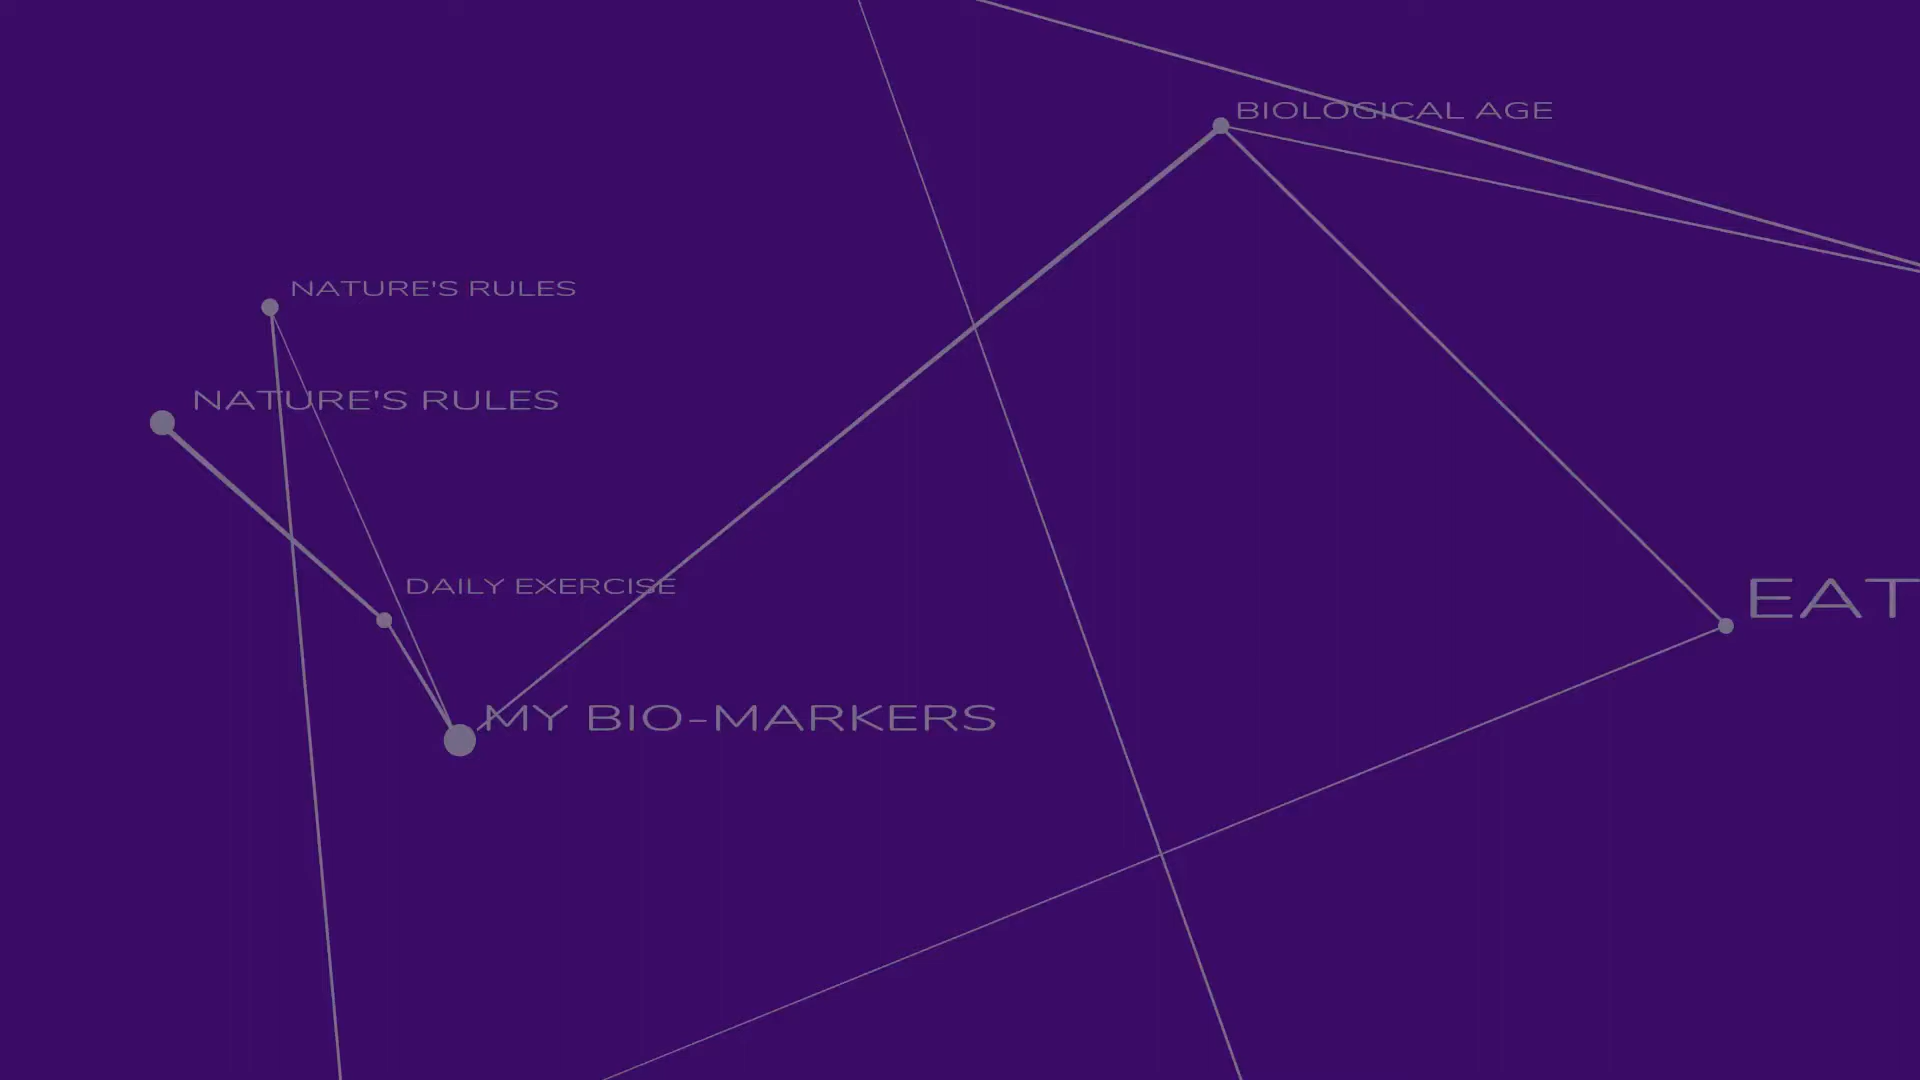 BIOLOGICAL AGE
NATURE'S RULES
NATURE'S RULES
DAILY EXERCISE
EAT
MY BIO-MARKERS